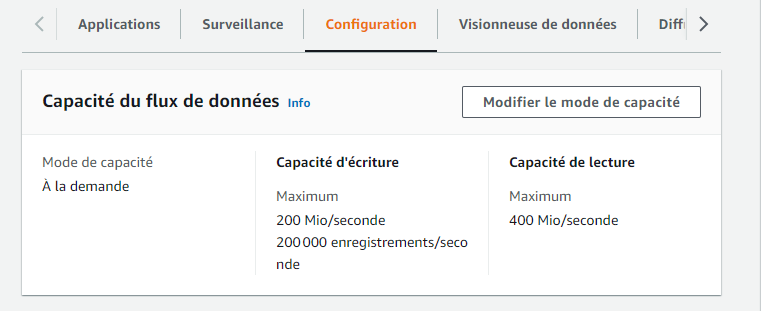 Applications
Surveillance
Configuration
Visionneuse de données
Diff
Capacité du flux de données Info
Modifier le mode de capacité
Mode de capacité
À la demande
Capacité d'écriture
Maximum
200 Mio/seconde
200 000 enregistrements/seco
nde
Capacité de lecture
Maximum
400 Mio/seconde